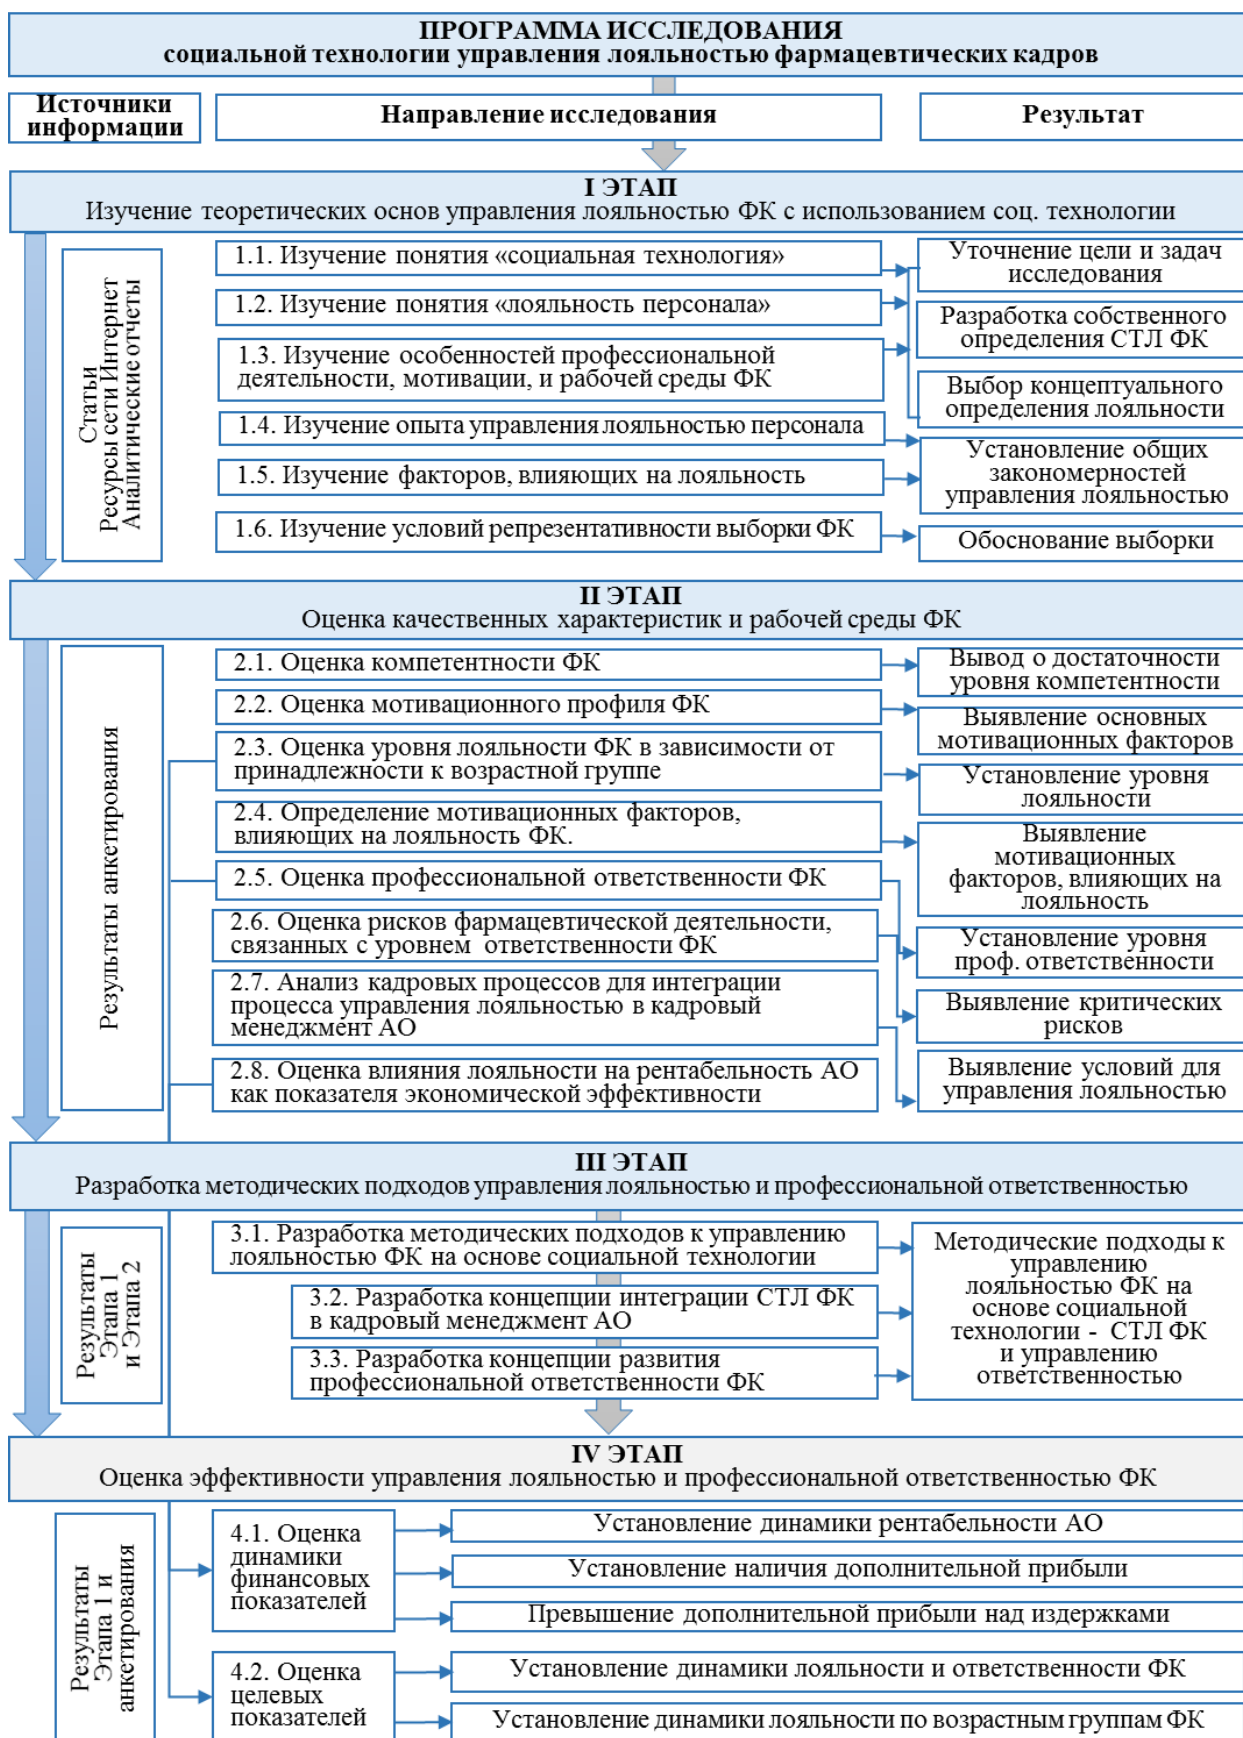 ПРОГРАММА ИССЛЕДОВАНИЯ
социальной технологии управления лояльностью фармацевтических кадров
Источники
информации
Направление исследования
Результат
I ЭТАП
Изучение теоретических основ управления лояльностью ФК с использованием соц. технологии
Статьи
Ресурсы сети Интернет
Аналитические отчеты
1.1. Изучение понятия «социальная технология»
1.2. Изучение понятия «лояльность персонала»
1.3. Изучение особенностей профессиональной
деятельности, мотивации, и рабочей среды ФК
1.4. Изучение опыта управления лояльностью персонала
1.5. Изучение факторов, влияющих на лояльность
1.6. Изучение условий репрезентативности выборки ФК
Уточнение цели и задач
исследования
Разработка собственного
определения СТЛ ФК
Выбор концептуального
определения лояльности
Установление общих
закономерностей
управления лояльностью
Обоснование выборки
II ЭТАП
Оценка качественных характеристик и рабочей среды ФК
Результаты анкетирования
2.1. Оценка компетентности ФК
2.2. Оценка мотивационного профиля ФК
2.3. Оценка уровня лояльности ФК в зависимости от
принадлежности к возрастной группе
2.4. Определение мотивационных факторов,
влияющих на лояльность ФК.
2.5. Оценка профессиональной ответственности ФК
2.6. Оценка рисков фармацевтической деятельности,
связанных с уровнем ответственности ФК
2.7. Анализ кадровых процессов для интеграции
процесса управления лояльностью в кадровый
менеджмент АО
2.8. Оценка влияния лояльности на рентабельность АО
как показателя экономической эффективности
Вывод о достаточности
уровня компетентности
Выявление основных
мотивационных факторов
Установление уровня
лояльности
Выявление
мотивационных
факторов, влияющих на
лояльность
Установление уровня
проф. ответственности
Выявление критических
рисков
Выявление условий для
управления лояльностью
III ЭТАП
Разработка методических подходов управления лояльностью и профессиональной ответственностью
Результаты
Этапа 1
и Этапа 2
3.1. Разработка методических подходов к управлению
лояльностью ФК на основе социальной технологии
3.2. Разработка концепции интеграции СТЛ ФК
в кадровый менеджмент АО
3.3. Разработка концепции развития
профессиональной ответственности ФК
Методические подходы к
управлению
лояльностью ФК на
основе социальной
технологии - СТЛ ФК
и управлению
ответственностью
IV ЭТАП
Оценка эффективности управления лояльностью и профессиональной ответственностью ФК
Результаты
Этапа 1 и
анкетирования
4.1. Оценка
динамики
финансовых
показателей
Установление динамики рентабельности АО
Установление наличия дополнительной прибыли
Превышение дополнительной прибыли над издержками
4.2. Оценка
целевых
показателей
Установление динамики лояльности и ответственности ФК
Установление динамики лояльности по возрастным группам ФК